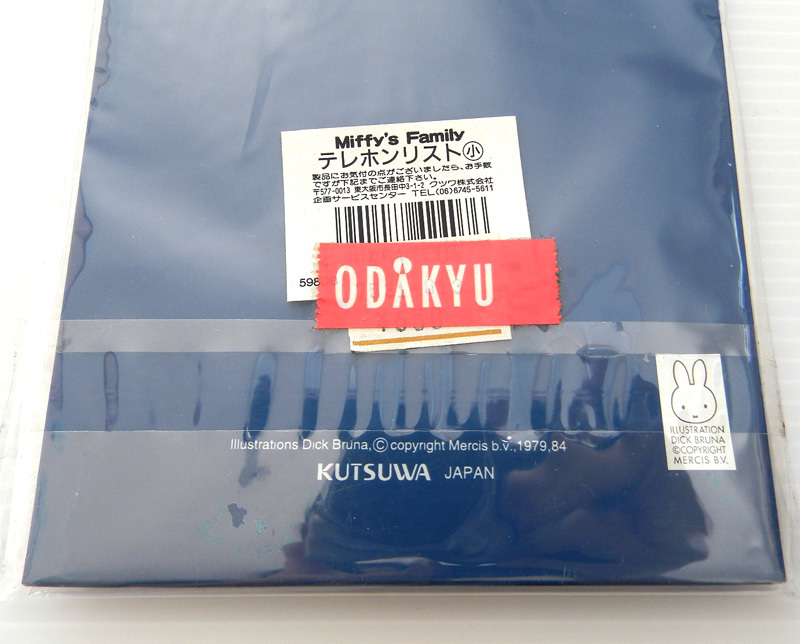 Miffy's Family
テレホンリスト㊙小
製品にお気付の点がございましたら、お手数
ですが下記までご連絡下さい。
〒577-0013 東大阪市長田中3-1-2 クツワ株式会社
企画サービスセンター TEL(06)6745-5611
598
ODAKYU
Illustrations Dick Bruna,Ⓒ copyright Mercis b.v.,1979,84
KUTSUWA JAPAN
ILLUSTRATION
DICK BRUNA
©COPYRIGHT
MERCIS B.V.